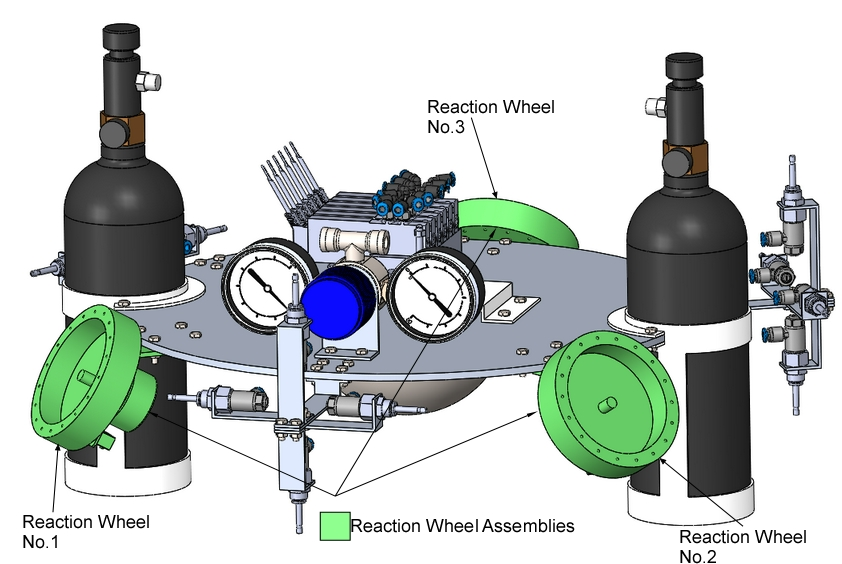 Reaction Wheel
No.3
Reaction Wheel
No.1
Reaction Wheel Assemblies
Reaction Wheel
No.2